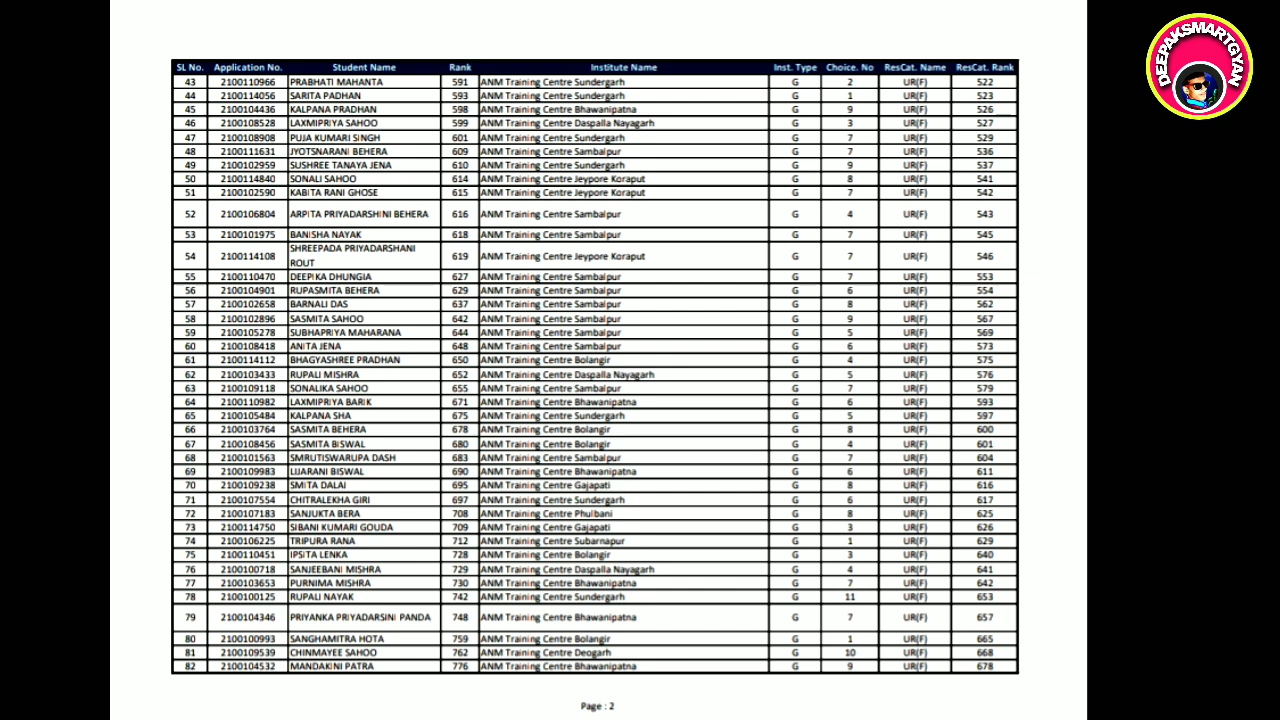 SL No. Application No. Student Name Rank Institute Name Inst. Type Choice. No ResCat. Name ResCat. Rank
43 2100110966 PRABHATI MAHANTA 591 ANM Training Centre Sundergarh G 2 UR(F) 522
44 2100114056 SARITA PADHAN 593 ANM Training Centre Sundergarh G 1 UR(F) 523
45 2100104436 KALPANA PRADHAN 598 ANM Training Centre Bhawanipatna G 9 UR(F) 526
46 2100108528 LAXMIPRIYA SAHOO 599 ANM Training Centre Daspalla Nayagarh G 3 UR(F) 527
47 2100108908 PUJA KUMARI SINGH 601 ANM Training Centre Sundergarh G 7 UR(F) 529
48 2100111631 JYOTSNARANI BEHERA 609 ANM Training Centre Sambalpur G 7 UR(F) 536
49 2100102959 SUSHREE TANAYA JENA 610 ANM Training Centre Sundergarh G 9 UR(F) 537
50 2100114840 SONALI SAHOO 614 ANM Training Centre Jeypore Koraput G 8 UR(F) 541
51 2100102590 KABITA RANI GHOSE 615 ANM Training Centre Jeypore Koraput G 7 UR(F) 542
52 2100106804 ARPITA PRIYADARSHINI BEHERA 616 ANM Training Centre Sambalpur G 4 UR(F) 543
53 2100101975 BANISHA NAYAK 618 ANM Training Centre Sambalpur G 7 UR(F) 545
54 2100114108 SHREEPADA PRIYADARSHANI ROUT 619 ANM Training Centre Jeypore Koraput G 7 UR(F) 546
55 2100110470 DEEPIKA DHUNGIA 627 ANM Training Centre Sambalpur G 7 UR(F) 553
56 2100104901 RUPASMITA BEHERA 629 ANM Training Centre Sambalpur G 6 UR(F) 554
57 2100102658 BARNALI DAS 637 ANM Training Centre Sambalpur G 8 UR(F) 562
58 2100102896 SASMITA SAHOO 642 ANM Training Centre Sambalpur G 9 UR(F) 567
59 2100105278 SUBHAPRIYA MAHARANA 644 ANM Training Centre Sambalpur G 5 UR(F) 569
60 2100108418 ANITA JENA 648 ANM Training Centre Sambalpur G 6 UR(F) 573
61 2100114112 BHAGYASHREE PRADHAN 650 ANM Training Centre Bolangir G 4 UR(F) 575
62 2100103433 RUPALI MISHRA 652 ANM Training Centre Daspalla Nayagarh G 5 UR(F) 576
63 2100109118 SONALIKA SAHOO 655 ANM Training Centre Sambalpur G 7 UR(F) 579
64 2100110982 LAXMIPRIYA BARIK 671 ANM Training Centre Bhawanipatna G 6 UR(F) 593
65 2100105484 KALPANA SHA 675 ANM Training Centre Sundergarh G 5 UR(F) 597
66 2100103764 SASMITA BEHERA 678 ANM Training Centre Bolangir G 8 UR(F) 600
67 2100108456 SASMITA BISWAL 680 ANM Training Centre Bolangir G 4 UR(F) 601
68 2100101563 SMRUTISWARUPA DASH 683 ANM Training Centre Sambalpur G 7 UR(F) 604
69 2100109983 LIJARANI BISWAL 690 ANM Training Centre Bhawanipatna G 6 UR(F) 611
70 2100109238 SMITA DALAI 695 ANM Training Centre Gajapati G 8 UR(F) 616
71 2100107554 CHITRALEKHA GIRI 697 ANM Training Centre Sundergarh G 6 UR(F) 617
72 2100107183 SANJUKTA BERA 708 ANM Training Centre Phulbani G 8 UR(F) 625
73 2100114750 SIBANI KUMARI GOUDA 709 ANM Training Centre Gajapati G 3 UR(F) 626
74 2100106225 TRIPURA RANA 712 ANM Training Centre Subarnapur G 1 UR(F) 629
75 2100110451 IPSITA LENKA 728 ANM Training Centre Bolangir G 3 UR(F) 640
76 2100100718 SANJEEBANI MISHRA 729 ANM Training Centre Daspalla Nayagarh G 4 UR(F) 641
77 2100103653 PURNIMA MISHRA 730 ANM Training Centre Bhawanipatna G 7 UR(F) 642
78 2100100125 RUPALI NAYAK 742 ANM Training Centre Sundergarh G 11 UR(F) 653
79 2100104346 PRIYANKA PRIYADARSINI PANDA 748 ANM Training Centre Bhawanipatna G 7 UR(F) 657
80 2100100993 SANGHAMITRA HOTA 759 ANM Training Centre Bolangir G 1 UR(F) 665
81 2100109539 CHINMAYEE SAHOO 762 ANM Training Centre Deogarh G 10 UR(F) 668
82 2100104532 MANDAKINI PATRA 776 ANM Training Centre Bhawanipatna G 9 UR(F) 678
Page : 2
DEEPAKSMARTGYAN